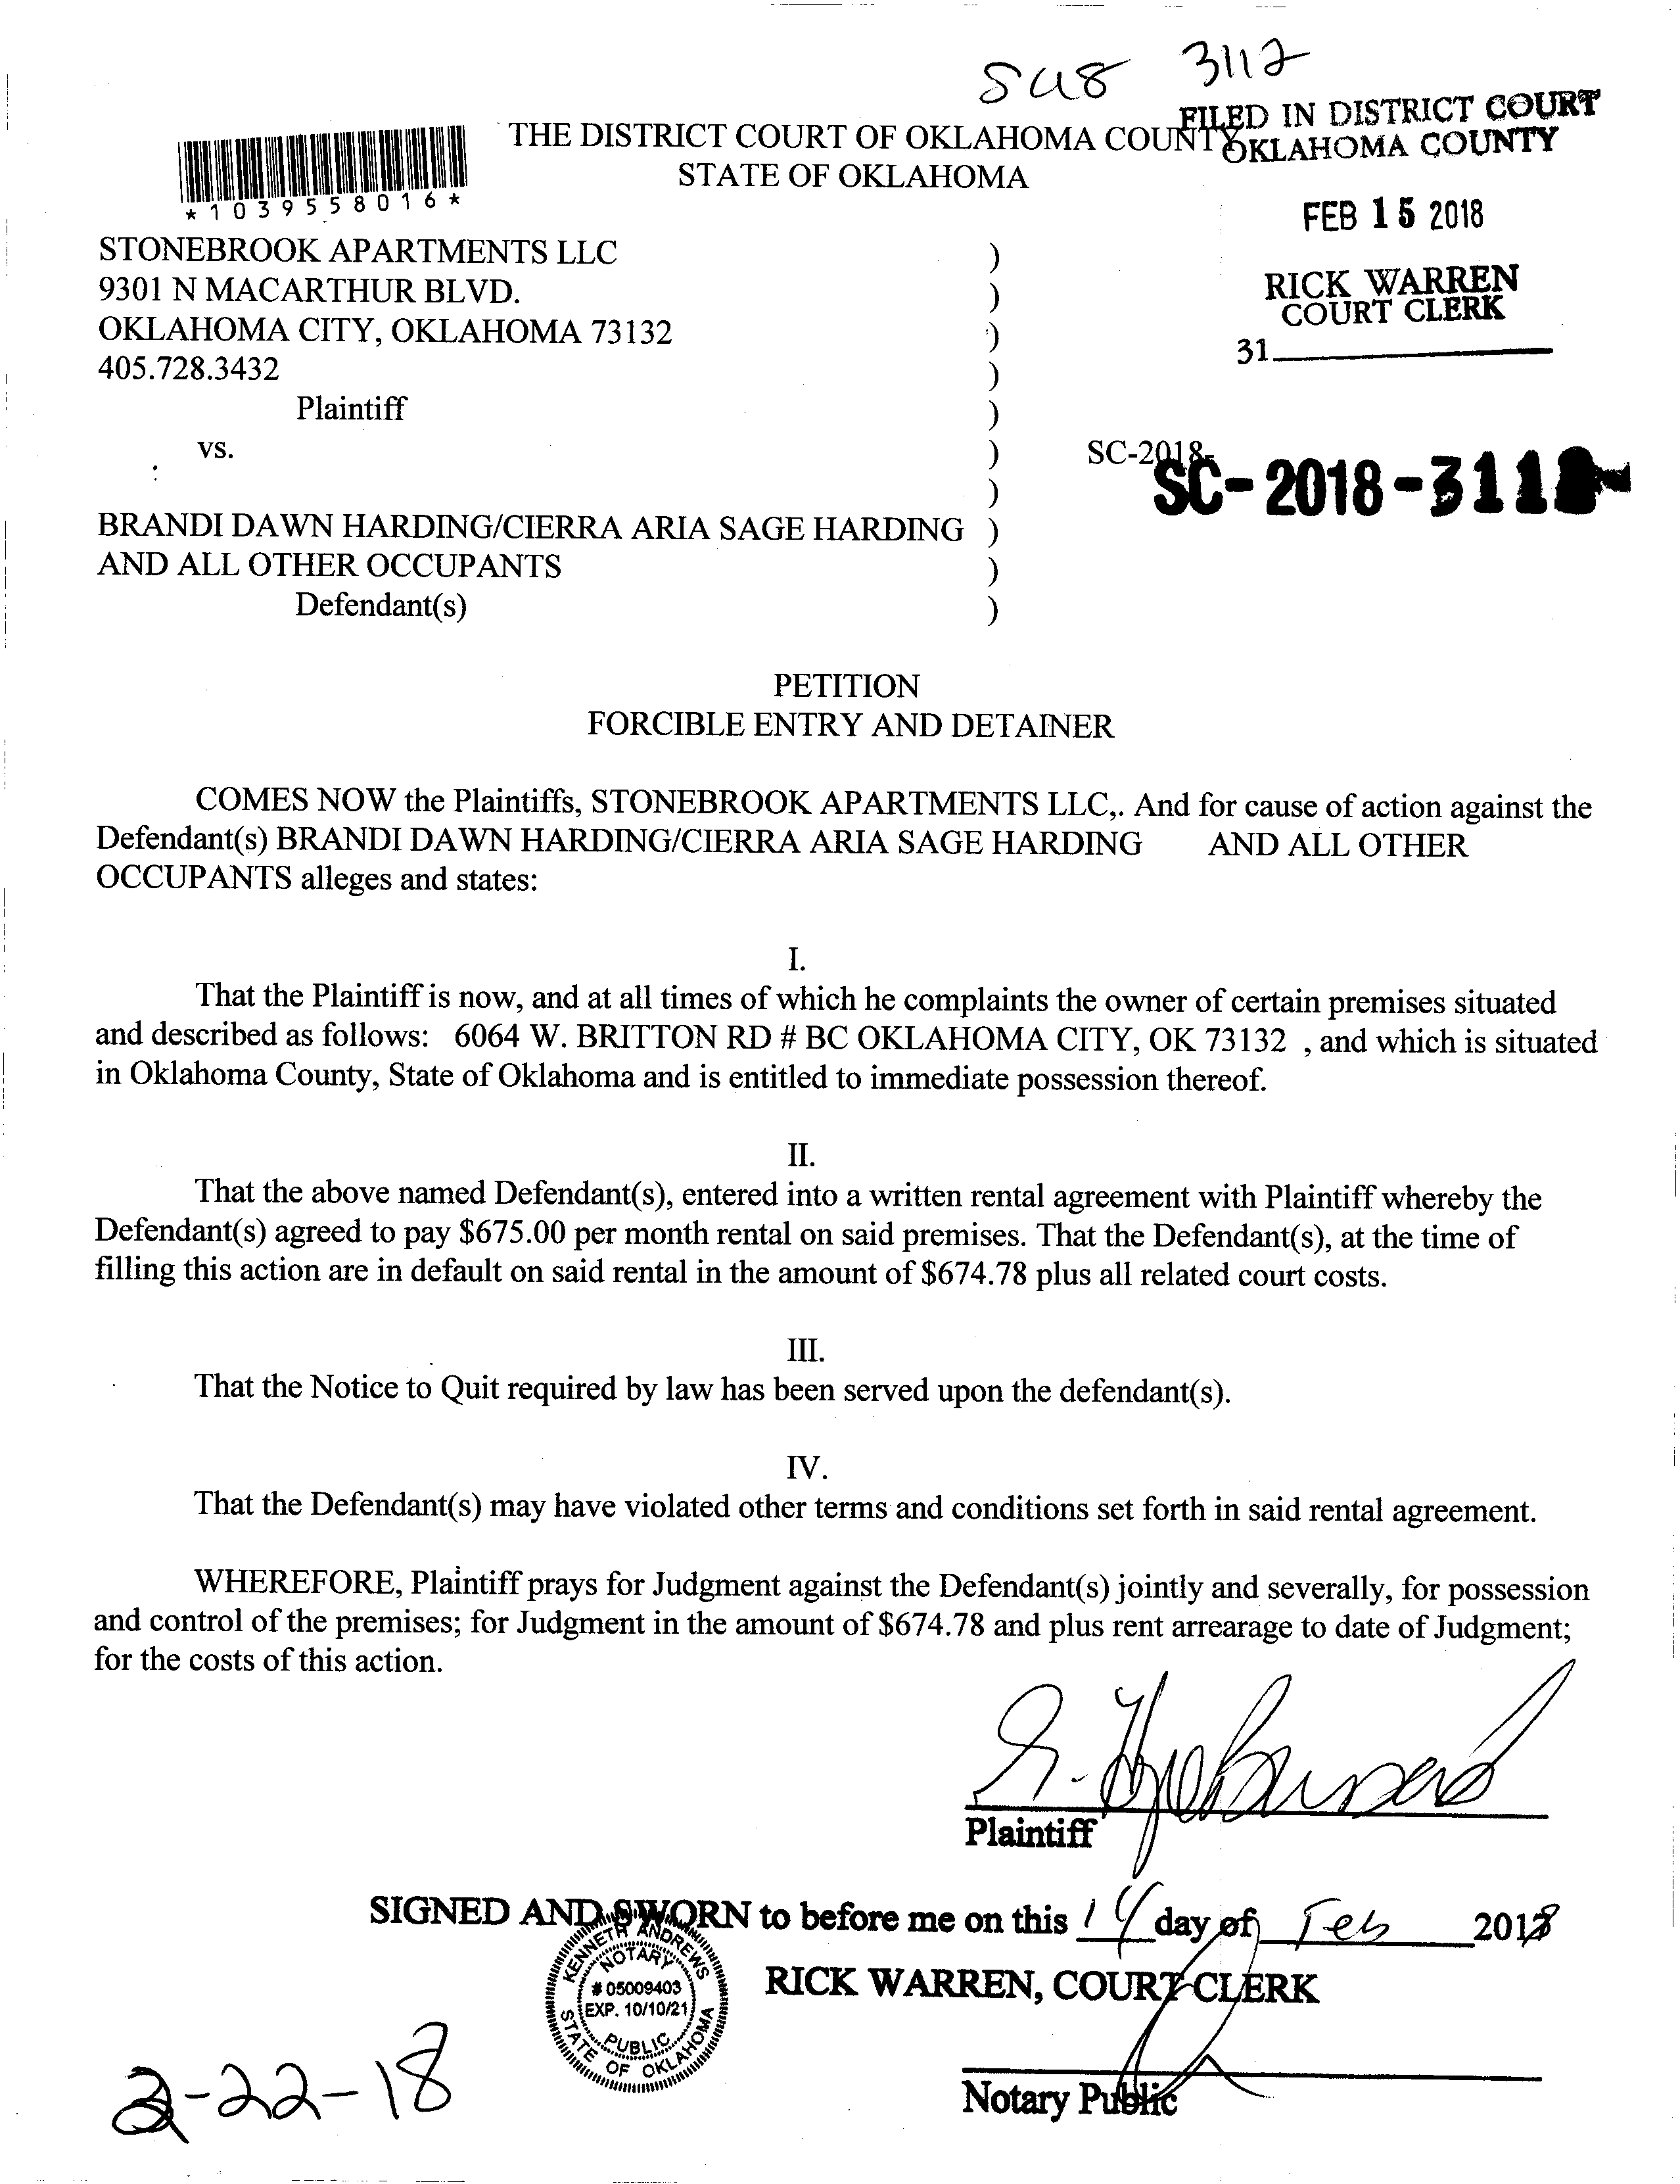 3112
FILED IN DISTRICT COURT
OKLAHOMA COUNTY
THE DISTRICT COURT OF OKLAHOMA COUNTY
STATE OF OKLAHOMA
*1039558016*
FEB 15 2018
RICK WARREN
COURT CLERK
31
STONEBROOK APARTMENTS LLC )
9301 N MACARTHUR BLVD. )
OKLAHOMA CITY, OKLAHOMA 73132 )
405.728.3432 )
Plaintiff )
vs. )
)
SC-2018-
SC-2018-3112
BRANDI DAWN HARDING/CIERRA ARIA SAGE HARDING )
AND ALL OTHER OCCUPANTS )
Defendant(s) )
PETITION
FORCIBLE ENTRY AND DETAINER
COMES NOW the Plaintiffs, STONEBROOK APARTMENTS LLC,. And for cause of action against the
Defendant(s) BRANDI DAWN HARDING/CIERRA ARIA SAGE HARDING AND ALL OTHER
OCCUPANTS alleges and states:
I.
That the Plaintiff is now, and at all times of which he complaints the owner of certain premises situated
and described as follows: 6064 W. BRITTON RD # BC OKLAHOMA CITY, OK 73132 , and which is situated
in Oklahoma County, State of Oklahoma and is entitled to immediate possession thereof.
II.
That the above named Defendant(s), entered into a written rental agreement with Plaintiff whereby the
Defendant(s) agreed to pay $675.00 per month rental on said premises. That the Defendant(s), at the time of
filling this action are in default on said rental in the amount of $674.78 plus all related court costs.
III.
That the Notice to Quit required by law has been served upon the defendant(s).
IV.
That the Defendant(s) may have violated other terms and conditions set forth in said rental agreement.
WHEREFORE, Plaintiff prays for Judgment against the Defendant(s) jointly and severally, for possession
and control of the premises; for Judgment in the amount of $674.78 and plus rent arrearage to date of Judgment;
for the costs of this action.
Plaintiff
SIGNED AND SWORN to before me on this 14 day of Feb 2018
KENNETH ANDREWS
NOTARY
# 05009403
EXP. 10/10/21
PUBLIC
STATE OF OKLAHOMA
RICK WARREN, COURT CLERK
Notary Public
2-22-18